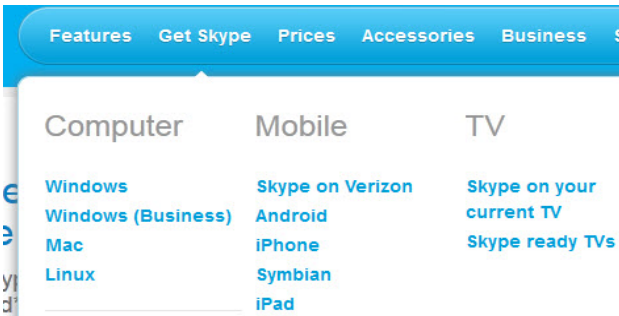 Features Get Skype Prices Accessories Business
Computer Mobile TV
Windows Skype on Verizon Skype on your
Windows (Business) Android current TV
Mac iPhone Skype ready TVs
Linux Symbian
iPad